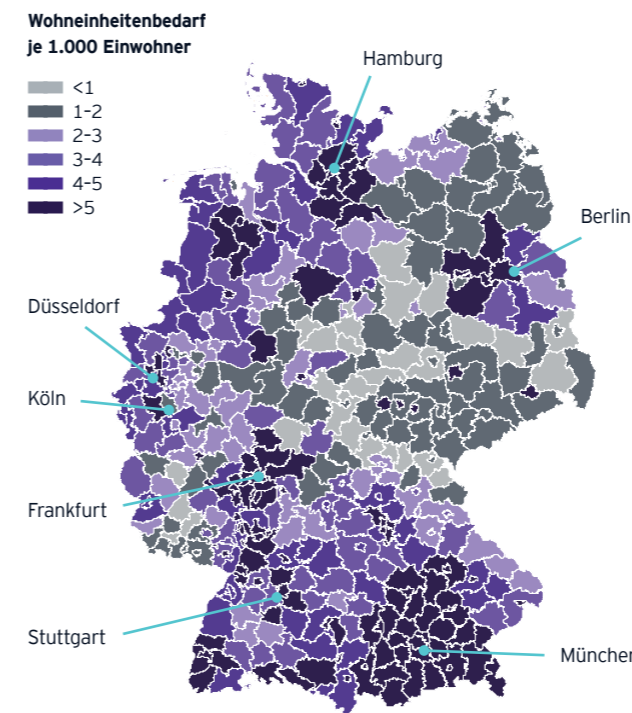 Wohneinheitenbedarf
je 1.000 Einwohner
<1
1-2
2-3
3-4
4-5
>5
Hamburg
Berlin
Düsseldorf
Köln
Frankfurt
Stuttgart
München